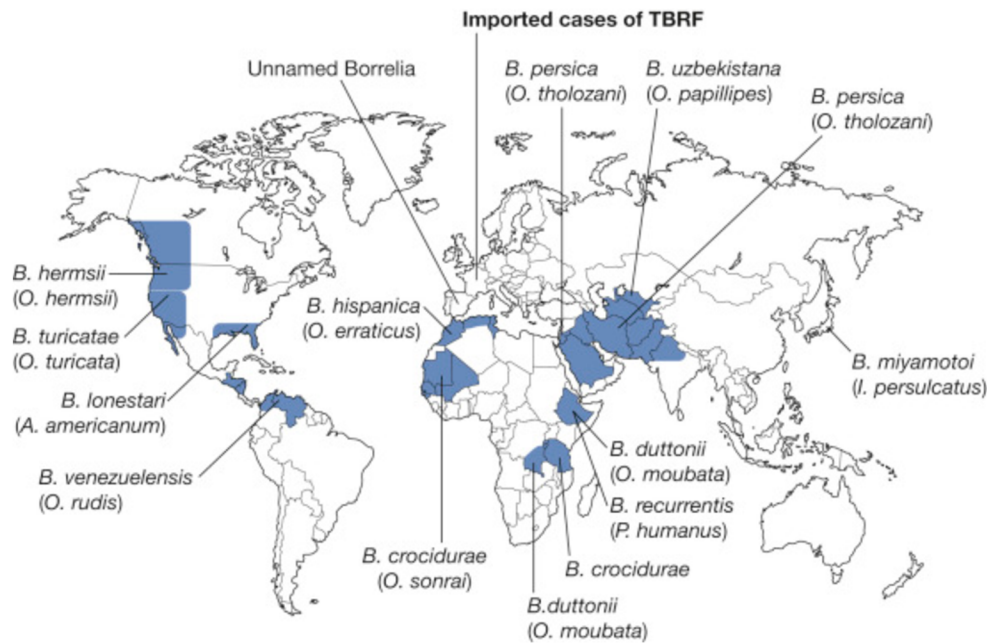 Imported cases of TBRF
Unnamed Borrelia
B. persica
(O. tholozani)
B. uzbekistana
(O. papillipes)
B. persica
(O. tholozani)
B. hermsii
(O. hermsii)
B. turicatae
(O. turicata)
B. lonestari
(A. americanum)
B. venezuelensis
(O. rudis)
B. hispanica
(O. erraticus)
B. miyamotoi
(I. persulcatus)
B. duttonii
(O. moubata)
B. recurrentis
(P. humanus)
B. crocidurae
(O. sonrai)
B. crocidurae
B.duttonii
(O. moubata)